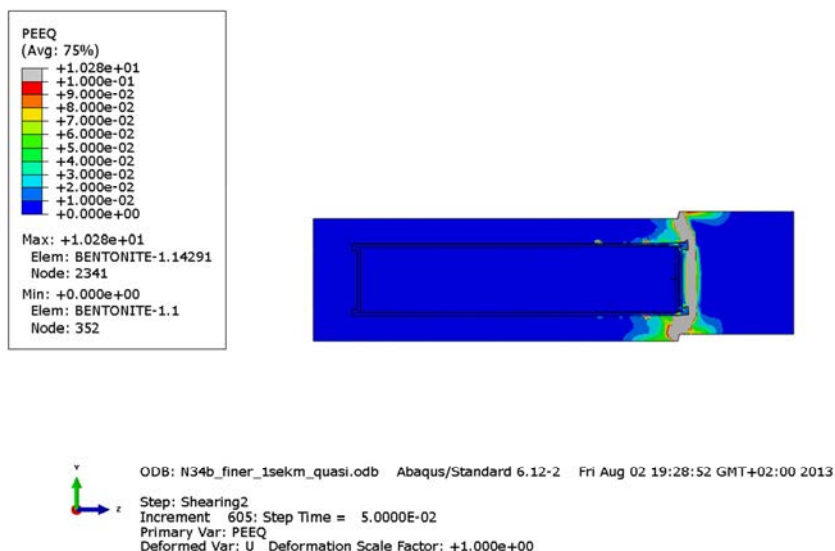 PEEQ
(Avg: 75%)
+1.028e+01
+1.000e-01
+9.000e-02
+8.000e-02
+7.000e-02
+6.000e-02
+5.000e-02
+4.000e-02
+3.000e-02
+2.000e-02
+1.000e-02
+0.000e+00
Max: +1.028e+01
Elem: BENTONITE-1.14291
Node: 2341
Min: +0.000e+00
Elem: BENTONITE-1.1
Node: 352
Y
Z
ODB: N34b_finer_1sekm_quasi.odb Abaqus/Standard 6.12-2 Fri Aug 02 19:28:52 GMT+02:00 2013
Step: Shearing2
Increment 605: Step Time = 5.0000E-02
Primary Var: PEEQ
Deformed Var: U Deformation Scale Factor: +1.000e+00